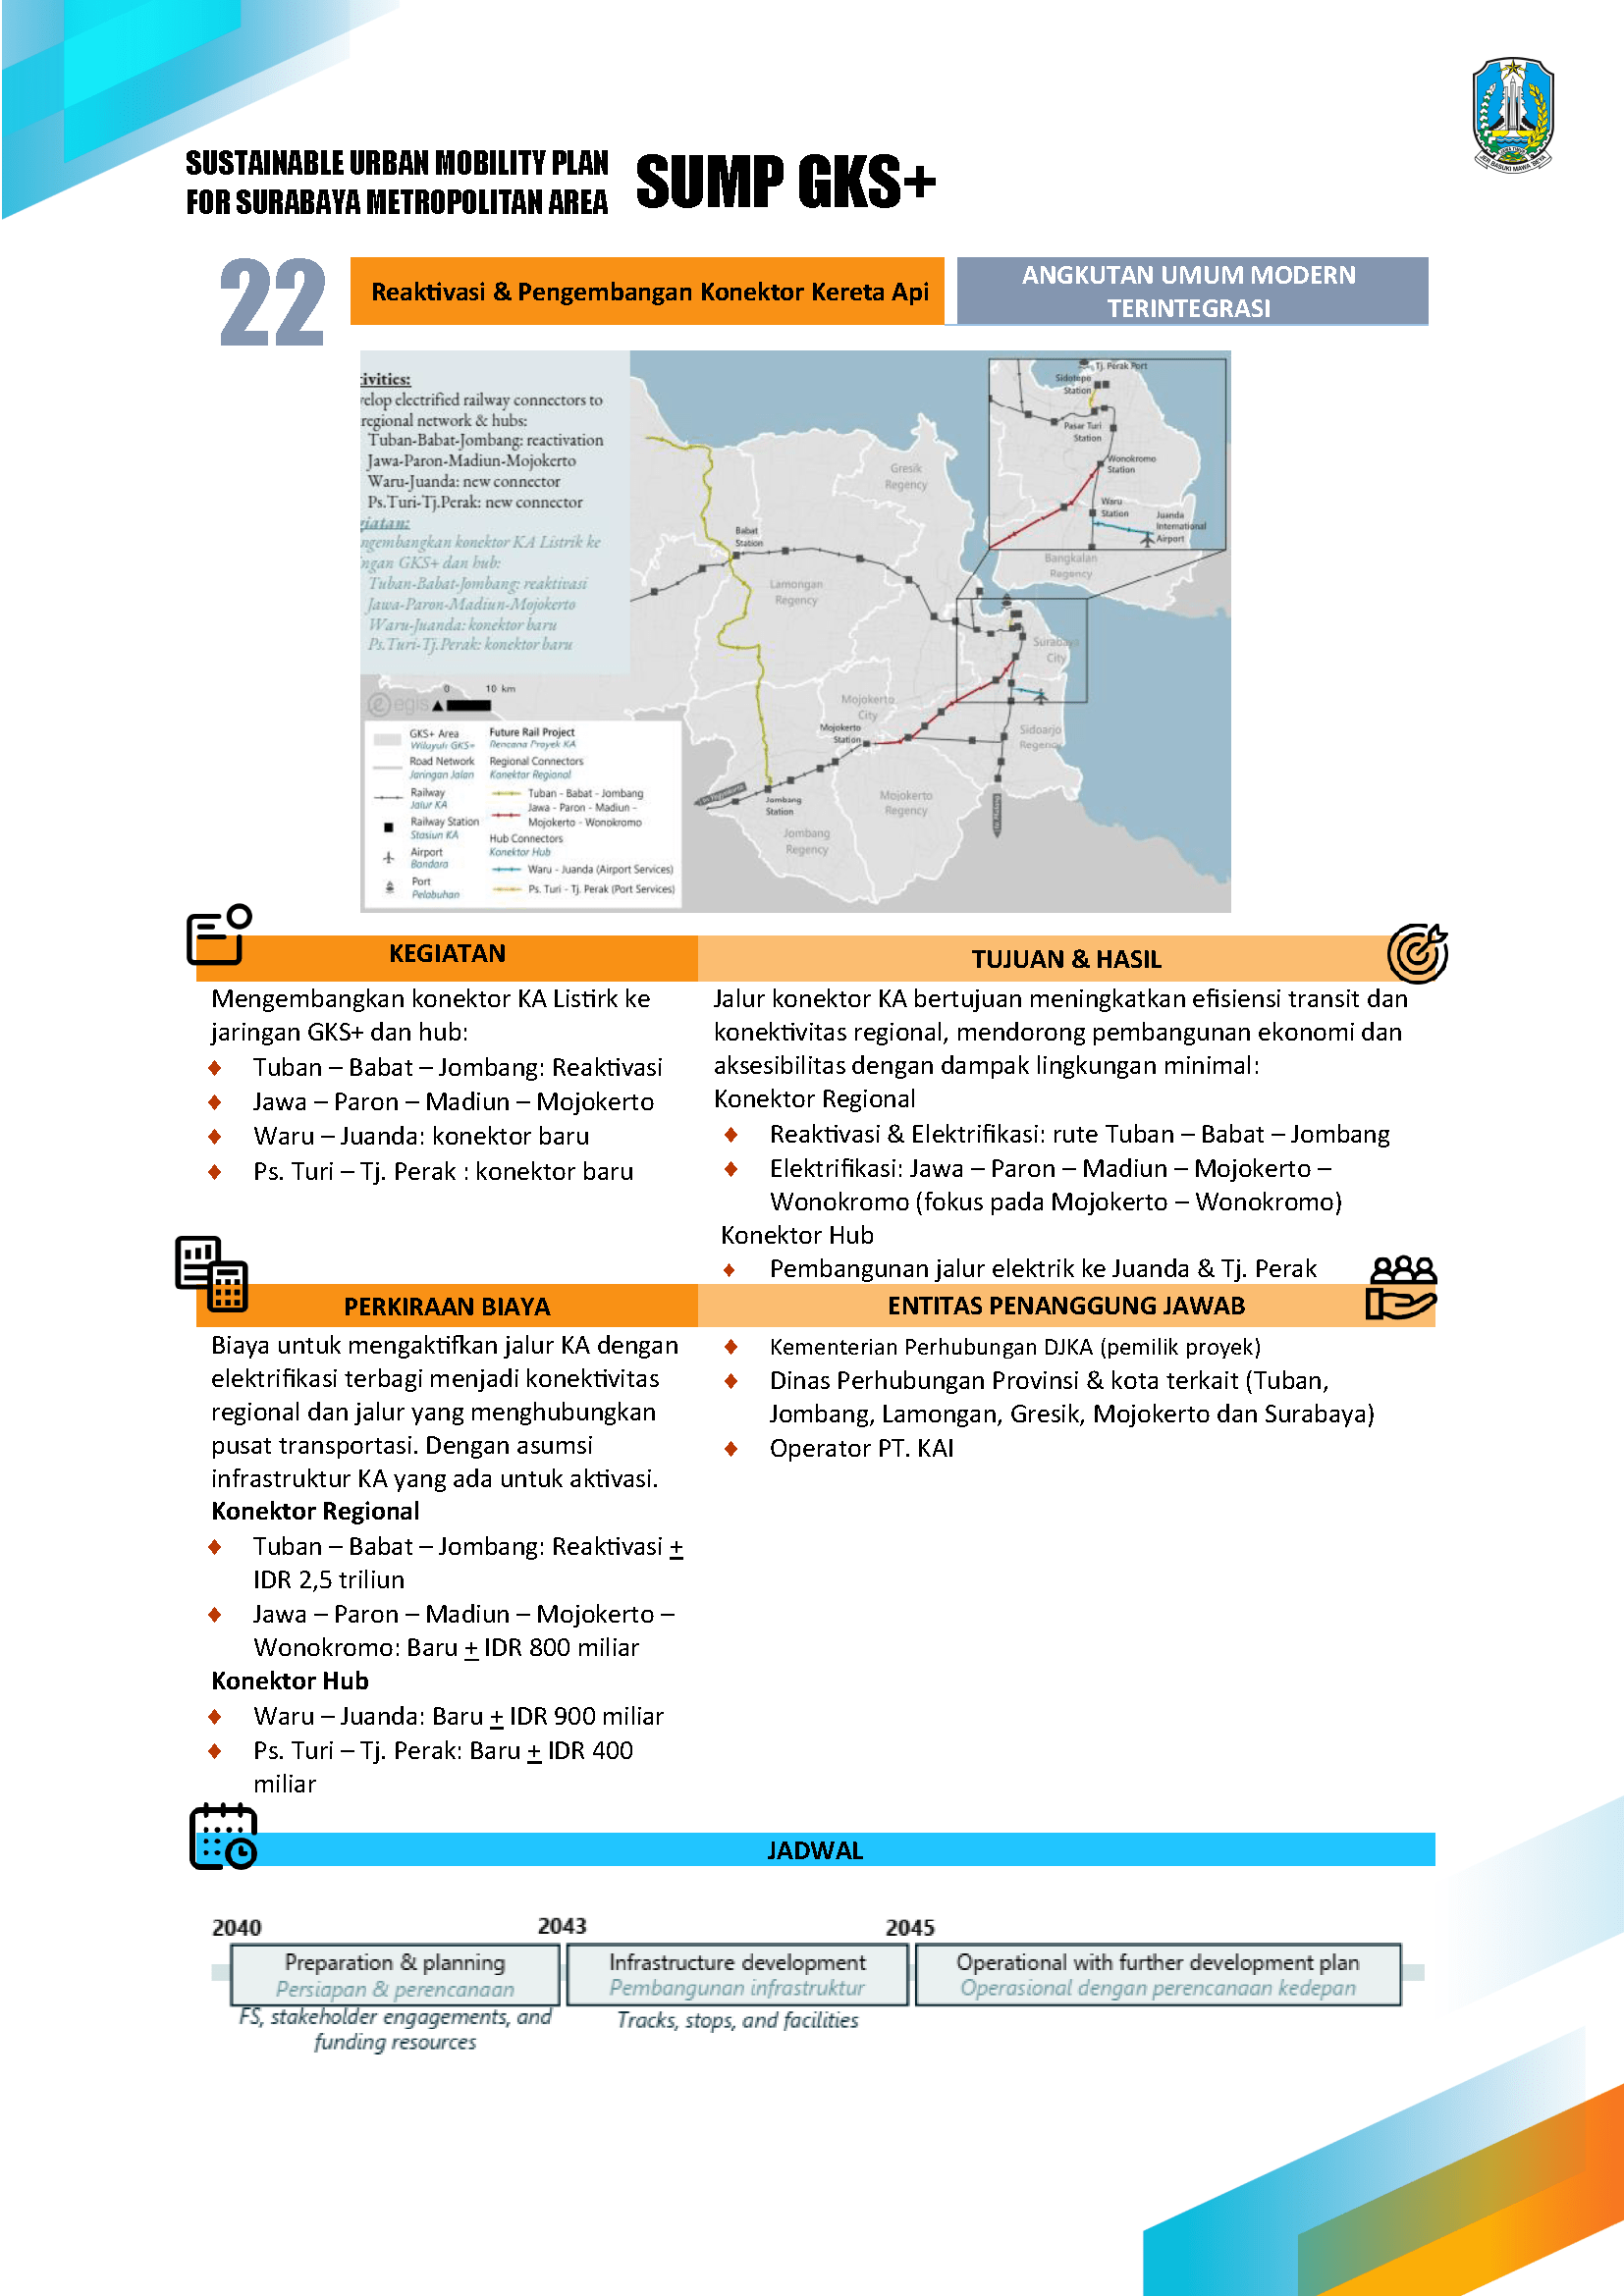 SUSTAINABLE URBAN MOBILITY PLAN
FOR SURABAYA METROPOLITAN AREA
SUMP GKS+
JER BASUKI MAWA BEYA
22
Reaktivasi & Pengembangan Konektor Kereta Api
ANGKUTAN UMUM MODERN
TERINTEGRASI
ivities:
elop electrified railway connectors to
regional network & hubs:
Tuban-Babat-Jombang: reactivation
Jawa-Paron-Madiun-Mojokerto
Waru-Juanda: new connector
Ps.Turi-Tj.Perak: new connector
giatan:
ngembangkan konektor KA Listrik ke
ngan GKS+ dan hub:
Tuban-Babat-Jombang: reaktivasi
Jawa-Paron-Madiun-Mojokerto
Waru-Juanda: konektor baru
Ps.Turi-Tj.Perak: konektor baru
Tj. Perak Port
Sidotopo
Station
Pasar Turi
Station
Wonokromo
Station
Waru
Station
Juanda
International
Airport
Gresik
Regency
Bangkalan
Regency
Babat
Station
Lamongan
Regency
Surabaya
City
Mojokerto
City
Mojokerto
Station
Sidoarjo
Regency
Jombang
Station
Mojokerto
Regency
Jombang
Regency
0 10 km
egis
GKS+ Area
Wilayah GKS+
Road Network
Jaringan Jalan
Railway
Jalur KA
Railway Station
Stasiun KA
Airport
Bandara
Port
Pelabuhan
Future Rail Project
Rencana Proyek KA
Regional Connectors
Konektor Regional
Tuban - Babat - Jombang
Jawa - Paron - Madiun -
Mojokerto - Wonokromo
Hub Connectors
Konektor Hub
Waru - Juanda (Airport Services)
Ps. Turi - Tj. Perak (Port Services)
KEGIATAN
Mengembangkan konektor KA Listirk ke
jaringan GKS+ dan hub:
♦ Tuban – Babat – Jombang: Reaktivasi
♦ Jawa – Paron – Madiun – Mojokerto
♦ Waru – Juanda: konektor baru
♦ Ps. Turi – Tj. Perak : konektor baru
TUJUAN & HASIL
Jalur konektor KA bertujuan meningkatkan efisiensi transit dan
konektivitas regional, mendorong pembangunan ekonomi dan
aksesibilitas dengan dampak lingkungan minimal:
Konektor Regional
♦ Reaktivasi & Elektrifikasi: rute Tuban – Babat – Jombang
♦ Elektrifikasi: Jawa – Paron – Madiun – Mojokerto –
Wonokromo (fokus pada Mojokerto – Wonokromo)
Konektor Hub
♦ Pembangunan jalur elektrik ke Juanda & Tj. Perak
PERKIRAAN BIAYA
Biaya untuk mengaktifkan jalur KA dengan
elektrifikasi terbagi menjadi konektivitas
regional dan jalur yang menghubungkan
pusat transportasi. Dengan asumsi
infrastruktur KA yang ada untuk aktivasi.
Konektor Regional
♦ Tuban – Babat – Jombang: Reaktivasi +
IDR 2,5 triliun
♦ Jawa – Paron – Madiun – Mojokerto –
Wonokromo: Baru + IDR 800 miliar
Konektor Hub
♦ Waru – Juanda: Baru + IDR 900 miliar
♦ Ps. Turi – Tj. Perak: Baru + IDR 400
miliar
ENTITAS PENANGGUNG JAWAB
♦ Kementerian Perhubungan DJKA (pemilik proyek)
♦ Dinas Perhubungan Provinsi & kota terkait (Tuban,
Jombang, Lamongan, Gresik, Mojokerto dan Surabaya)
♦ Operator PT. KAI
JADWAL
2040
2043
2045
Preparation & planning
Persiapan & perencanaan
FS, stakeholder engagements, and
funding resources
Infrastructure development
Pembangunan infrastruktur
Tracks, stops, and facilities
Operational with further development plan
Operasional dengan perencanaan kedepan